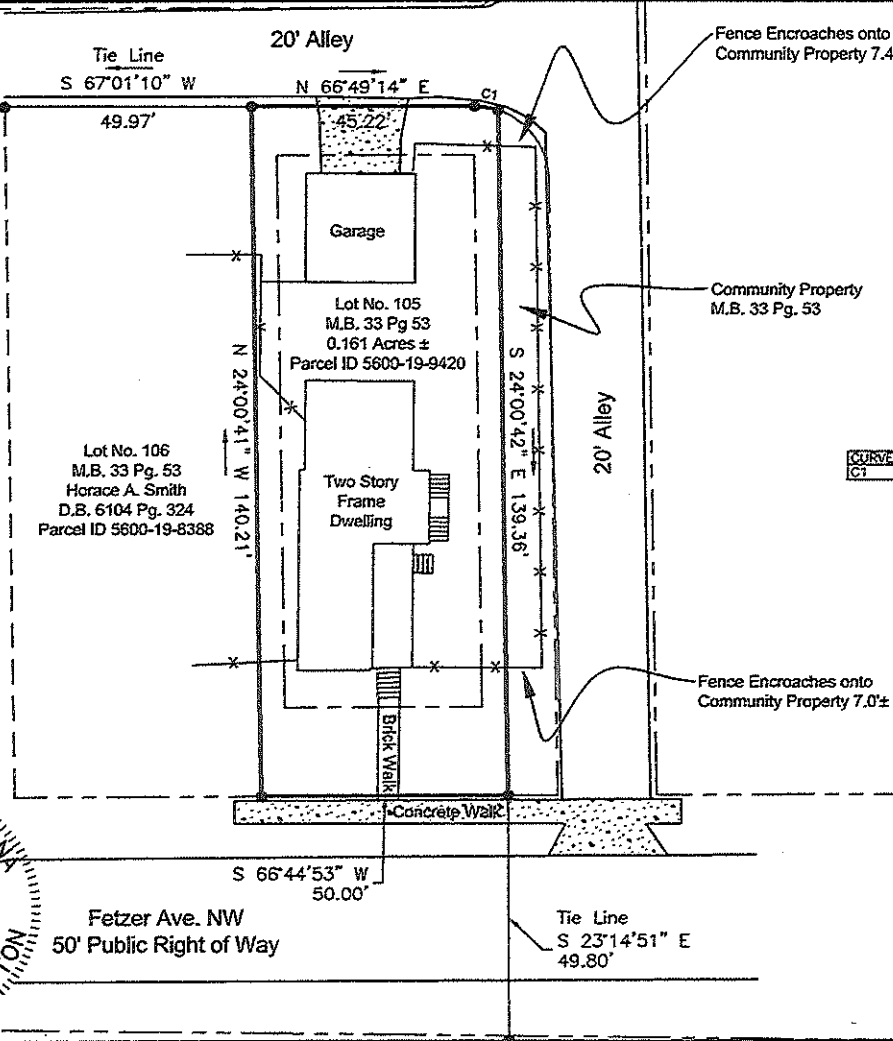 20' Alley
Fence Encroaches onto
Community Property 7.4
Tie Line
S 67°01'10" W
49.97'
N 66°49'14" E
45.22'
C1
Garage
Lot No. 105
M.B. 33 Pg 53
0.161 Acres ±
Parcel ID 5600-19-9420
Community Property
M.B. 33 Pg. 53
N 24°00'41" W 140.21'
S 24°00'42" E 139.36'
20' Alley
CURVE
C1
Lot No. 106
M.B. 33 Pg. 53
Horace A. Smith
D.B. 6104 Pg. 324
Parcel ID 5600-19-8388
Two Story
Frame
Dwelling
Fence Encroaches onto
Community Property 7.0'±
Brick Walk
Concrete Walk
S 66°44'53" W
50.00'
Fetzer Ave. NW
50' Public Right of Way
Tie Line
S 23°14'51" E
49.80'